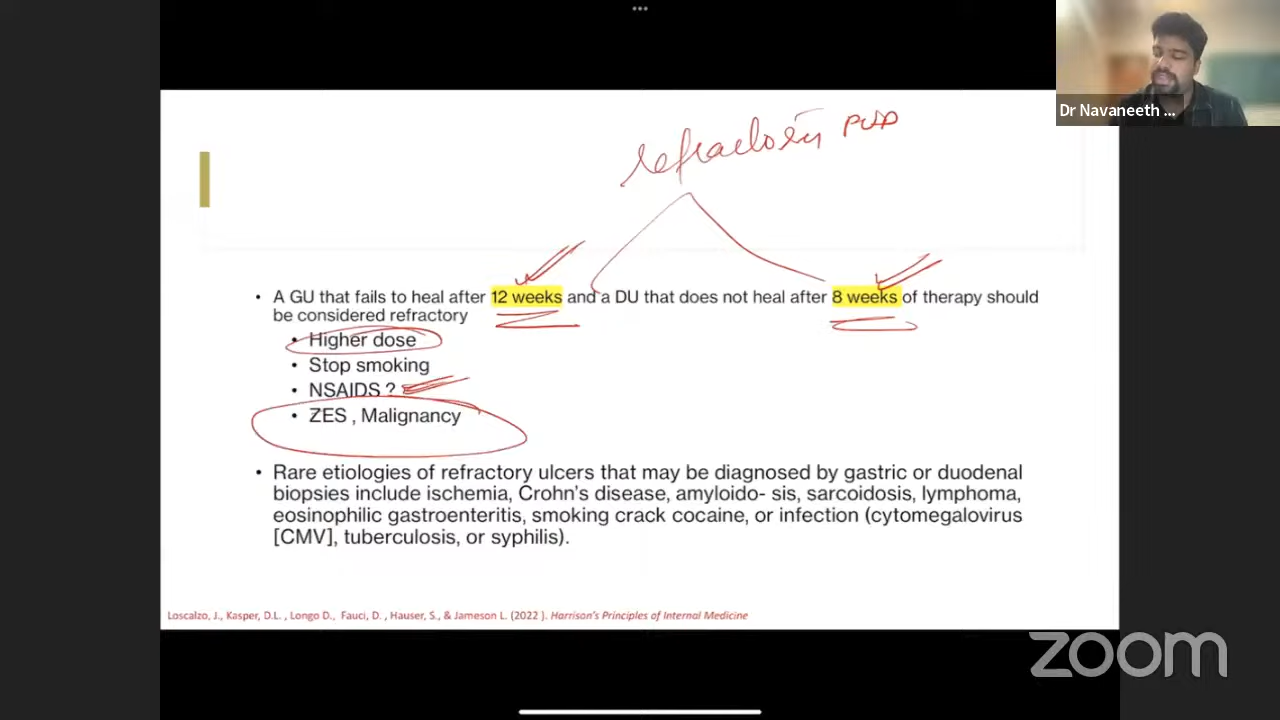 Dr Navaneeth ...
refractory PUD
• A GU that fails to heal after 12 weeks and a DU that does not heal after 8 weeks of therapy should
be considered refractory
• Higher dose
• Stop smoking
• NSAIDS ?
• ZES , Malignancy
• Rare etiologies of refractory ulcers that may be diagnosed by gastric or duodenal
biopsies include ischemia, Crohn's disease, amyloido- sis, sarcoidosis, lymphoma,
eosinophilic gastroenteritis, smoking crack cocaine, or infection (cytomegalovirus
[CMV], tuberculosis, or syphilis).
Loscalzo, J., Kasper, D.L. , Longo D., Fauci, D. , Hauser, S., & Jameson L. (2022 ). Harrison's Principles of Internal Medicine
zoom